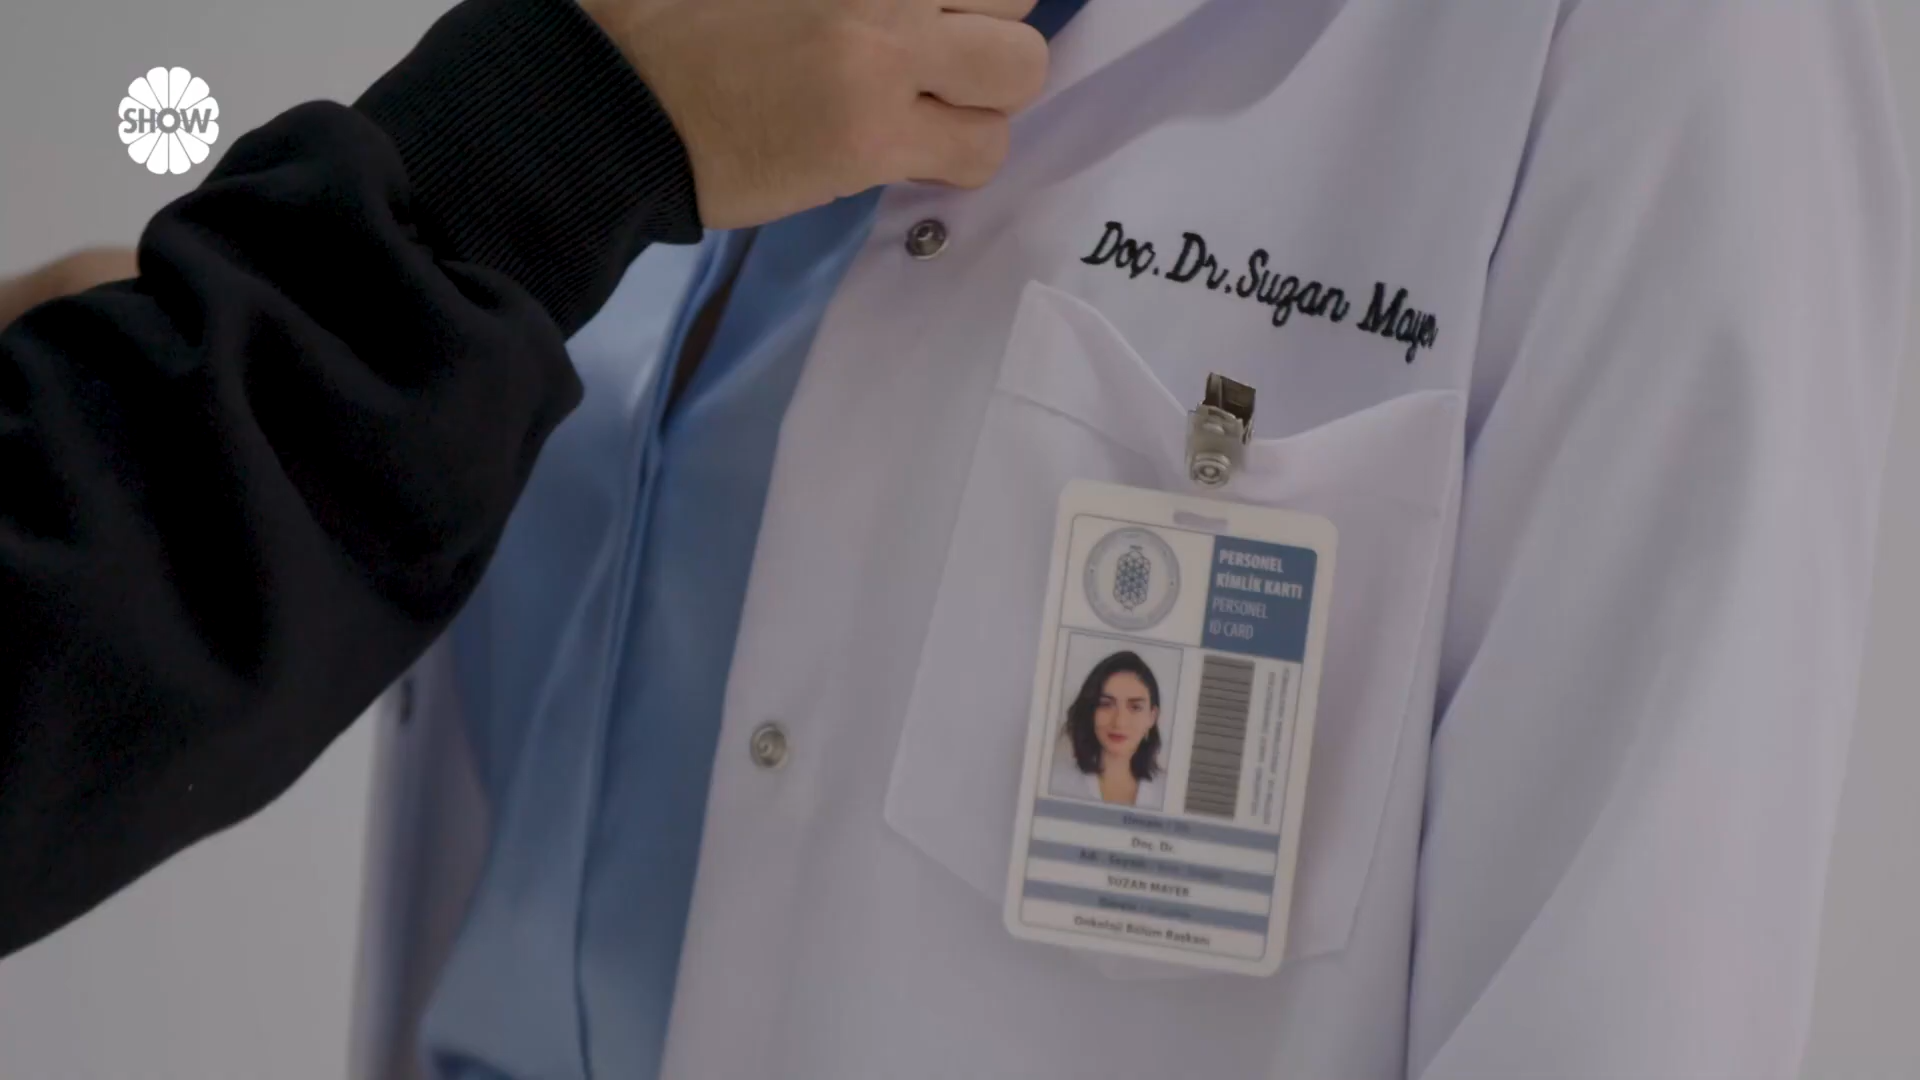 SHOW
Doç. Dr. Suzan Mayer
PERSONEL
KİMLİK KARTI
PERSONEL
ID CARD
Doç. Dr.
SUZAN MAYER
Onkoloji Bölüm Başkanı